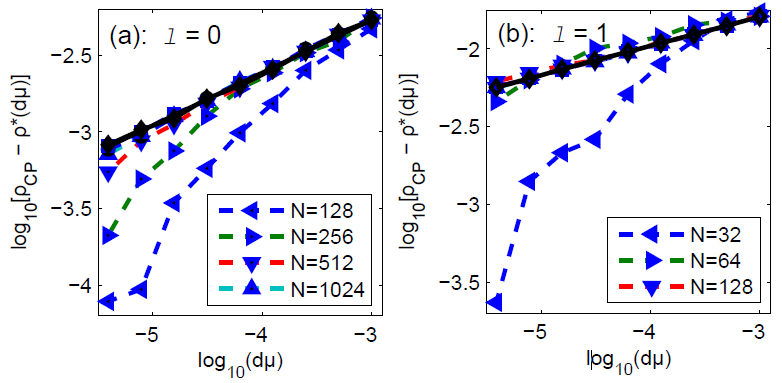 (a): l = 0
log10[ρCP − ρ*(dμ)]
−2.5
−3
−3.5
−4
N=128
N=256
N=512
N=1024
−5
−4
−3
log10(dμ)
(b): l = 1
log10[ρCP − ρ*(dμ)]
−2
−2.5
−3
−3.5
N=32
N=64
N=128
−5
−4
−3
log10(dμ)